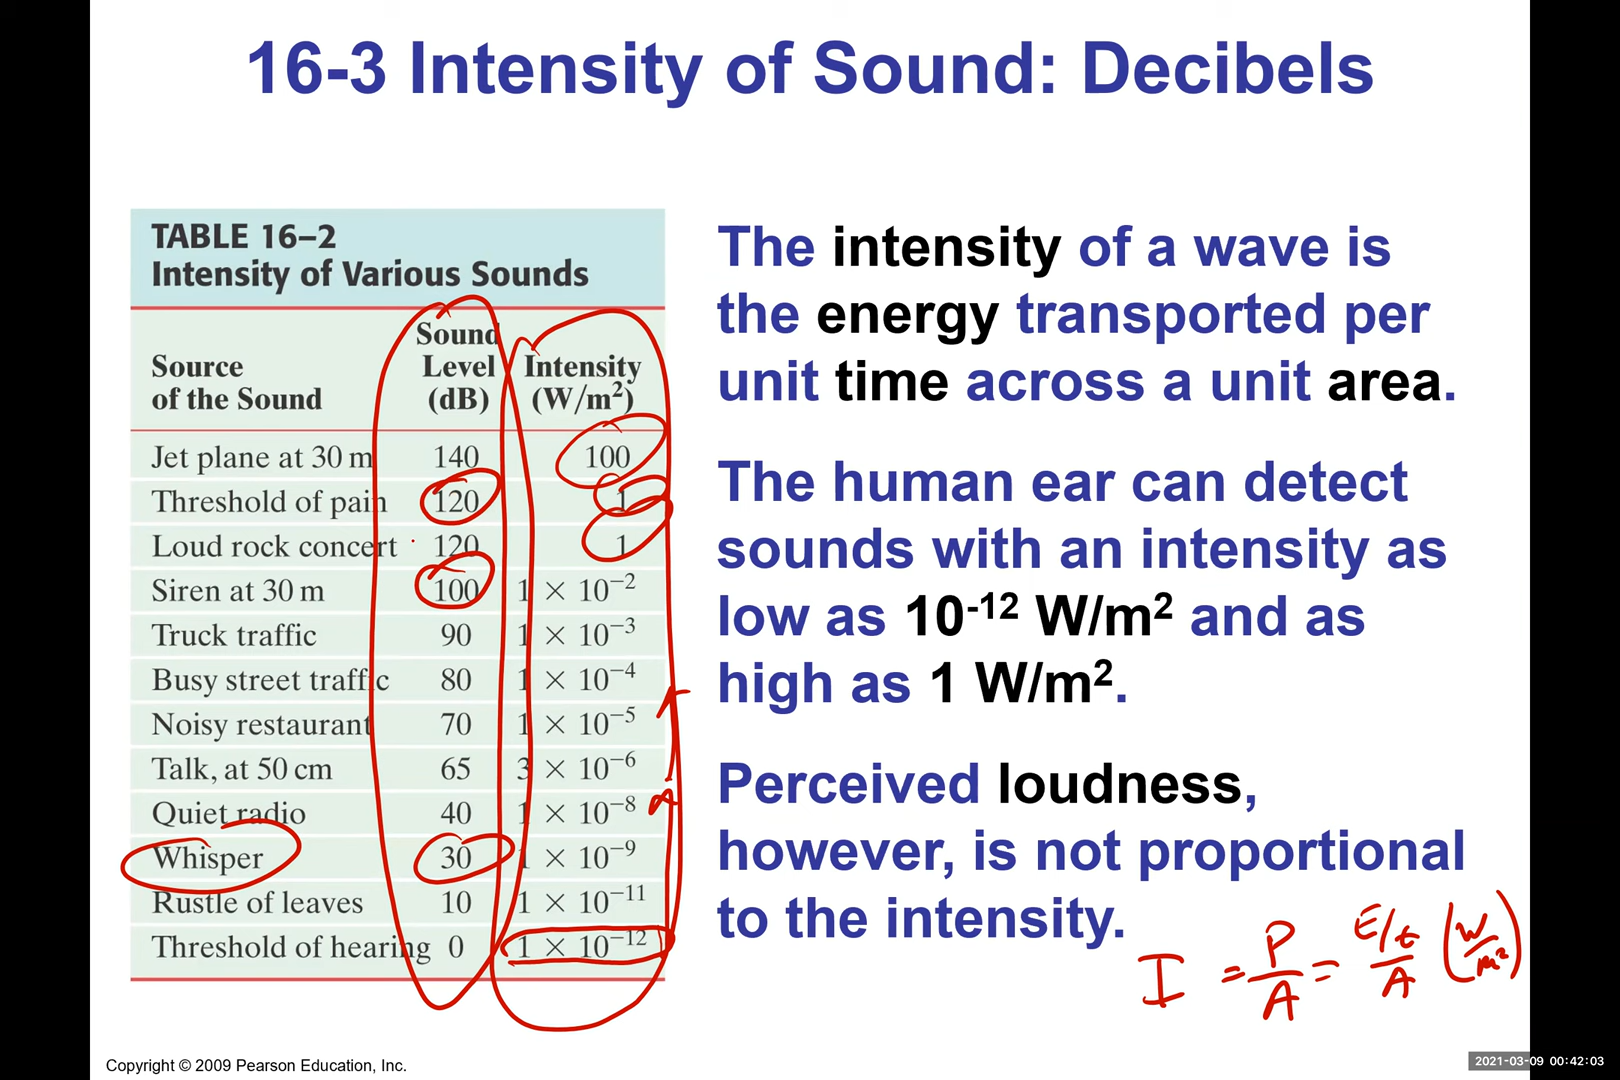 16-3 Intensity of Sound: Decibels
TABLE 16–2
Intensity of Various Sounds
Source of the Sound Sound Level (dB) Intensity (W/m²)
Jet plane at 30 m 140 100
Threshold of pain 120 1
Loud rock concert 120 1
Siren at 30 m 100 1 × 10⁻²
Truck traffic 90 1 × 10⁻³
Busy street traffic 80 1 × 10⁻⁴
Noisy restaurant 70 1 × 10⁻⁵
Talk, at 50 cm 65 3 × 10⁻⁶
Quiet radio 40 1 × 10⁻⁸
Whisper 30 1 × 10⁻⁹
Rustle of leaves 10 1 × 10⁻¹¹
Threshold of hearing 0 1 × 10⁻¹²
The intensity of a wave is
the energy transported per
unit time across a unit area.
The human ear can detect
sounds with an intensity as
low as 10⁻¹² W/m² and as
high as 1 W/m².
Perceived loudness,
however, is not proportional
to the intensity.
I = P/A = E/t/A (W/m²)
Copyright © 2009 Pearson Education, Inc.
2021-03-09 00:42:03